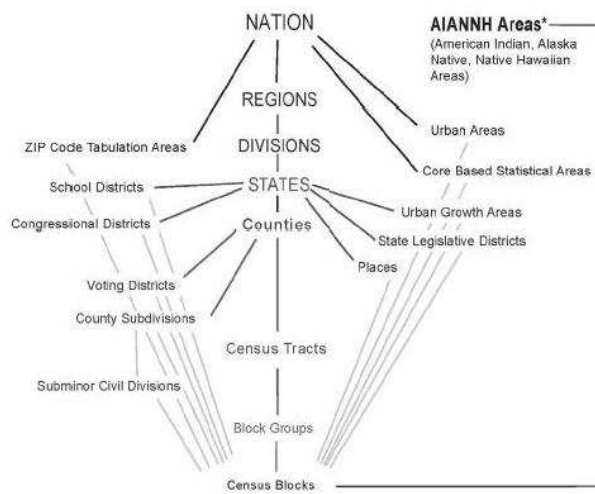 NATION
AIANNH Areas*
(American Indian, Alaska
Native, Native Hawaiian
Areas)
REGIONS
Urban Areas
ZIP Code Tabulation Areas
DIVISIONS
Core Based Statistical Areas
School Districts
STATES
Urban Growth Areas
Congressional Districts
Counties
State Legislative Districts
Places
Voting Districts
County Subdivisions
Census Tracts
Subminor Civil Divisions
Block Groups
Census Blocks